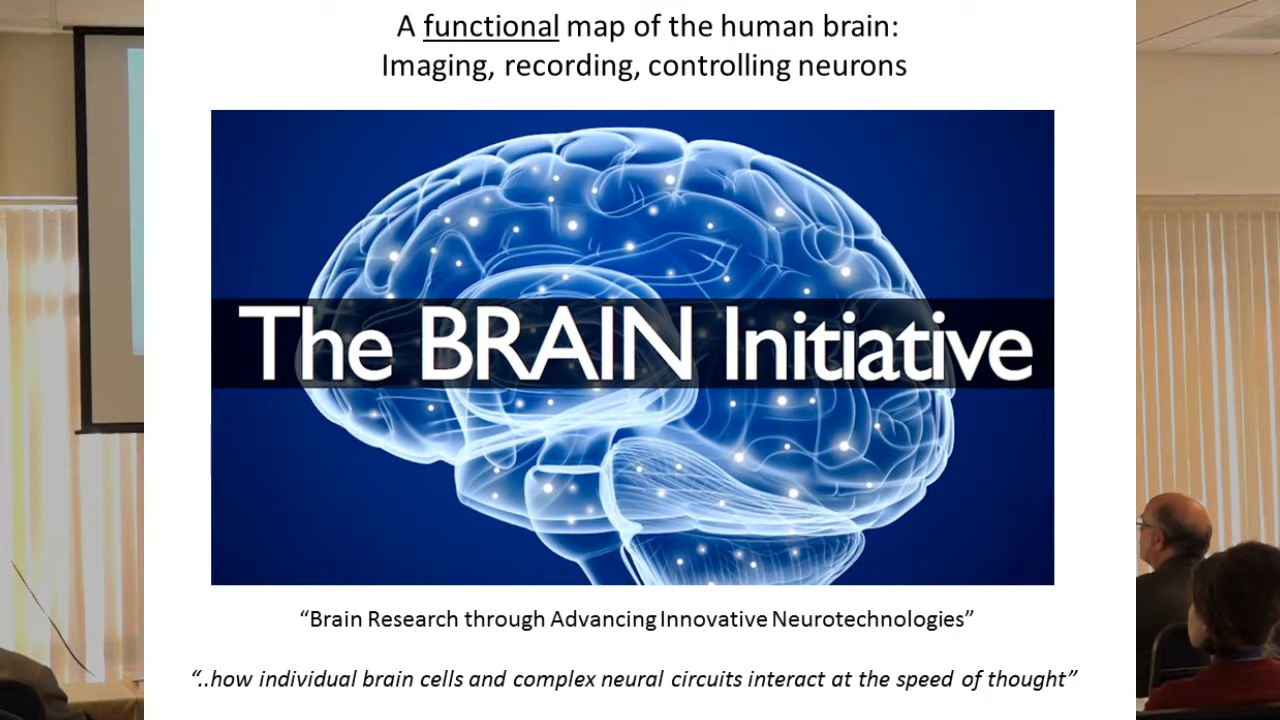 A functional map of the human brain:
Imaging, recording, controlling neurons
The BRAIN Initiative
“Brain Research through Advancing Innovative Neurotechnologies”
“..how individual brain cells and complex neural circuits interact at the speed of thought”